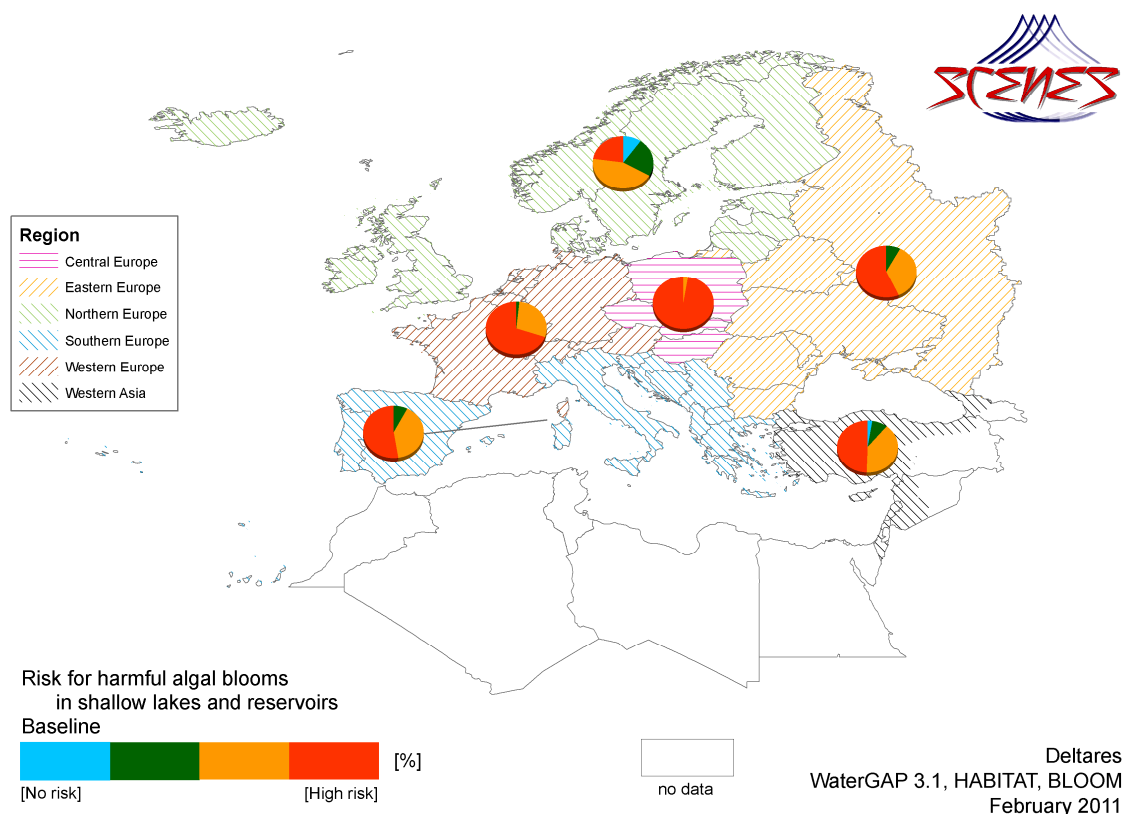 SCENES
Region
Central Europe
Eastern Europe
Northern Europe
Southern Europe
Western Europe
Western Asia
Risk for harmful algal blooms
in shallow lakes and reservoirs
Baseline
[%]
[No risk]
[High risk]
no data
Deltares
WaterGAP 3.1, HABITAT, BLOOM
February 2011